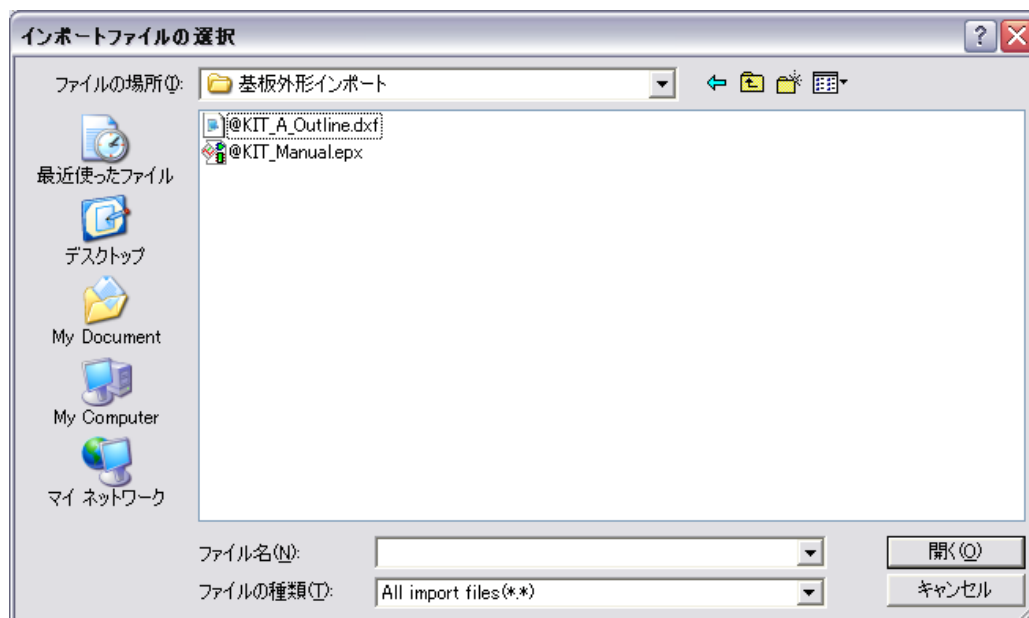 インポートファイルの選択
ファイルの場所(I):
基板外形インポート
@KIT_A_Outline.dxf
@KIT_Manual.epx
最近使ったファイル
デスクトップ
My Document
My Computer
マイ ネットワーク
ファイル名(N):
開く(O)
ファイルの種類(T):
All import files(*.*)
キャンセル